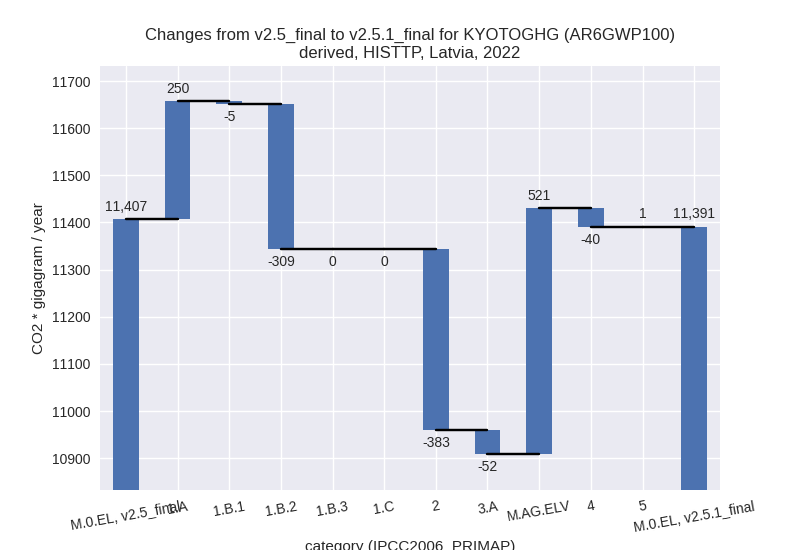 Changes from v2.5_final to v2.5.1_final for KYOTOGHG (AR6GWP100)
derived, HISTTP, Latvia, 2022
CO2 * gigagram / year
11700
11600
11500
11400
11300
11200
11100
11000
10900
11,407
250
-5
-309
0
0
-383
-52
521
-40
1
11,391
M.0.EL, v2.5_final
1.A
1.B.1
1.B.2
1.B.3
1.C
2
3.A
M.AG.ELV
4
5
M.0.EL, v2.5.1_final
category (IPCC2006_PRIMAP)